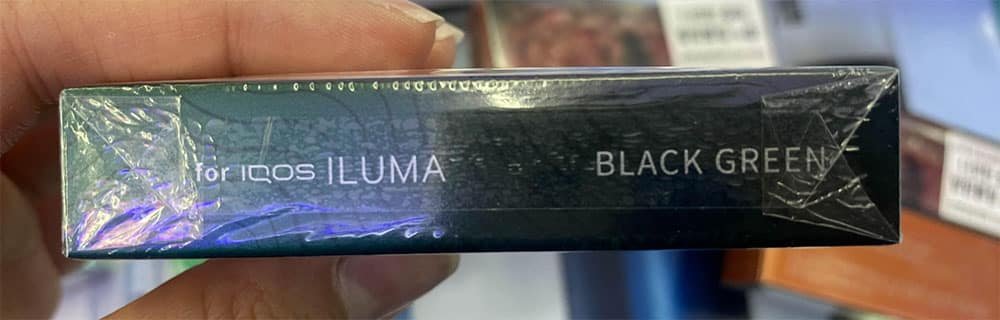 for IQOS ILUMA
BLACK GREEN